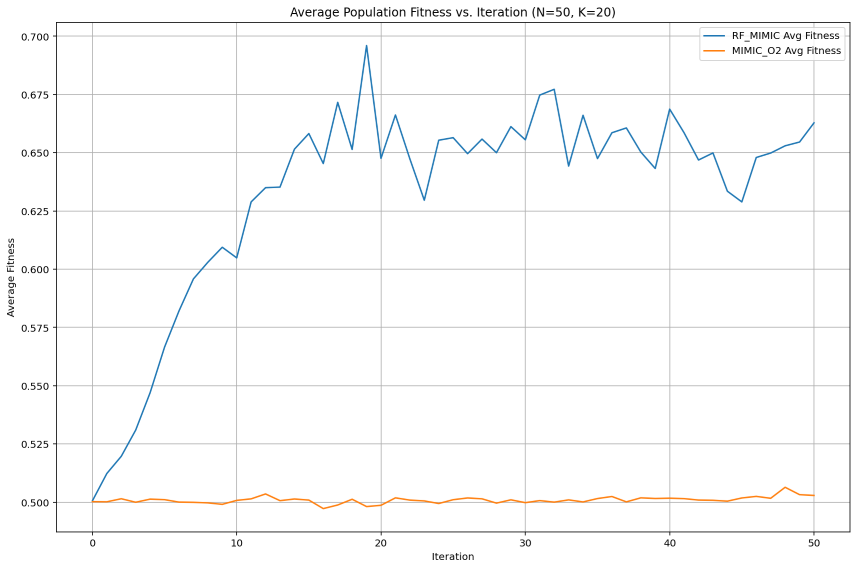 Average Population Fitness vs. Iteration (N=50, K=20)
RF_MIMIC Avg Fitness
MIMIC_O2 Avg Fitness
Average Fitness
0.700
0.675
0.650
0.625
0.600
0.575
0.550
0.525
0.500
0 10 20 30 40 50
Iteration